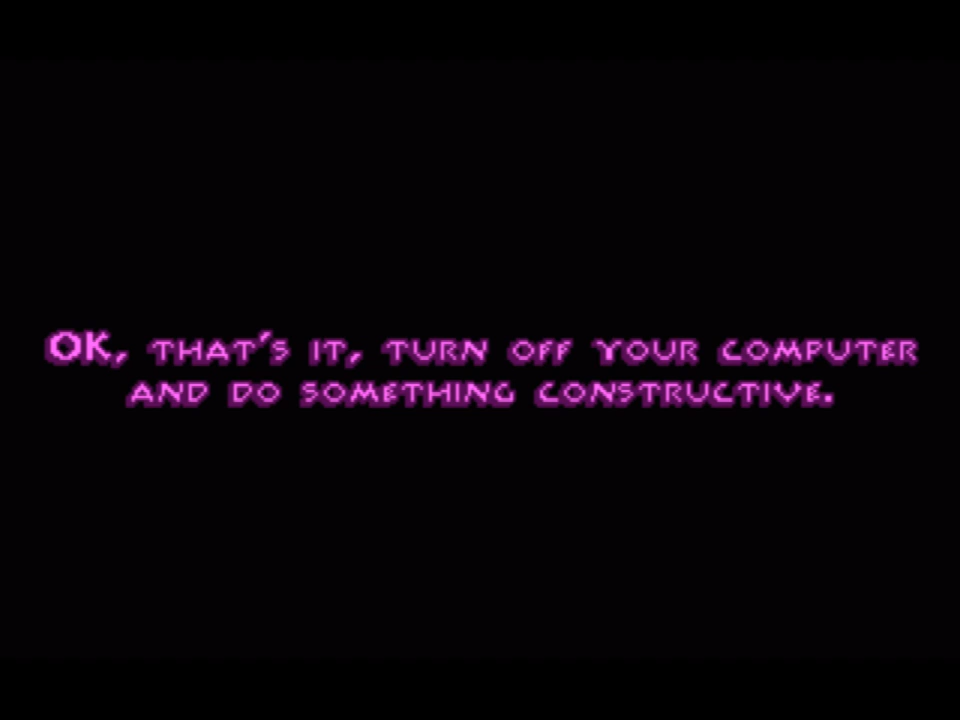 OK, THAT'S IT, TURN OFF YOUR COMPUTER
AND DO SOMETHING CONSTRUCTIVE.